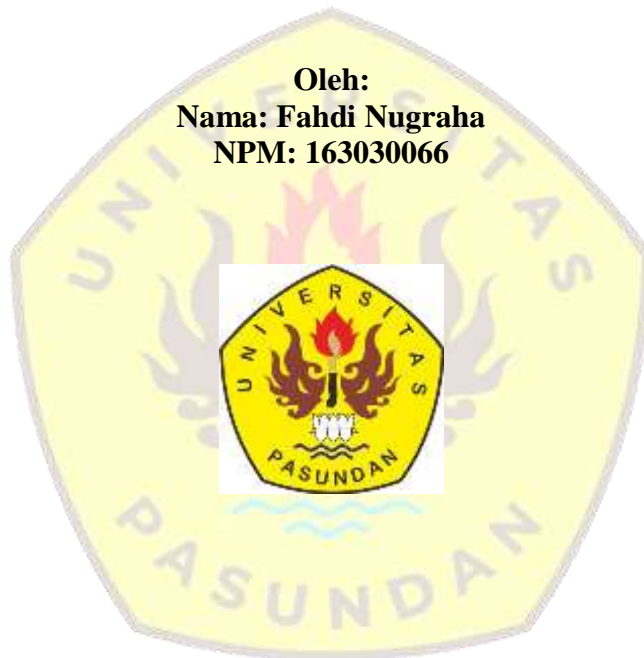 Oleh:
Nama: Fahdi Nugraha
NPM: 163030066
UNIVERSITAS
PASUNDAN
UNIVERSITAS
PASUNDAN